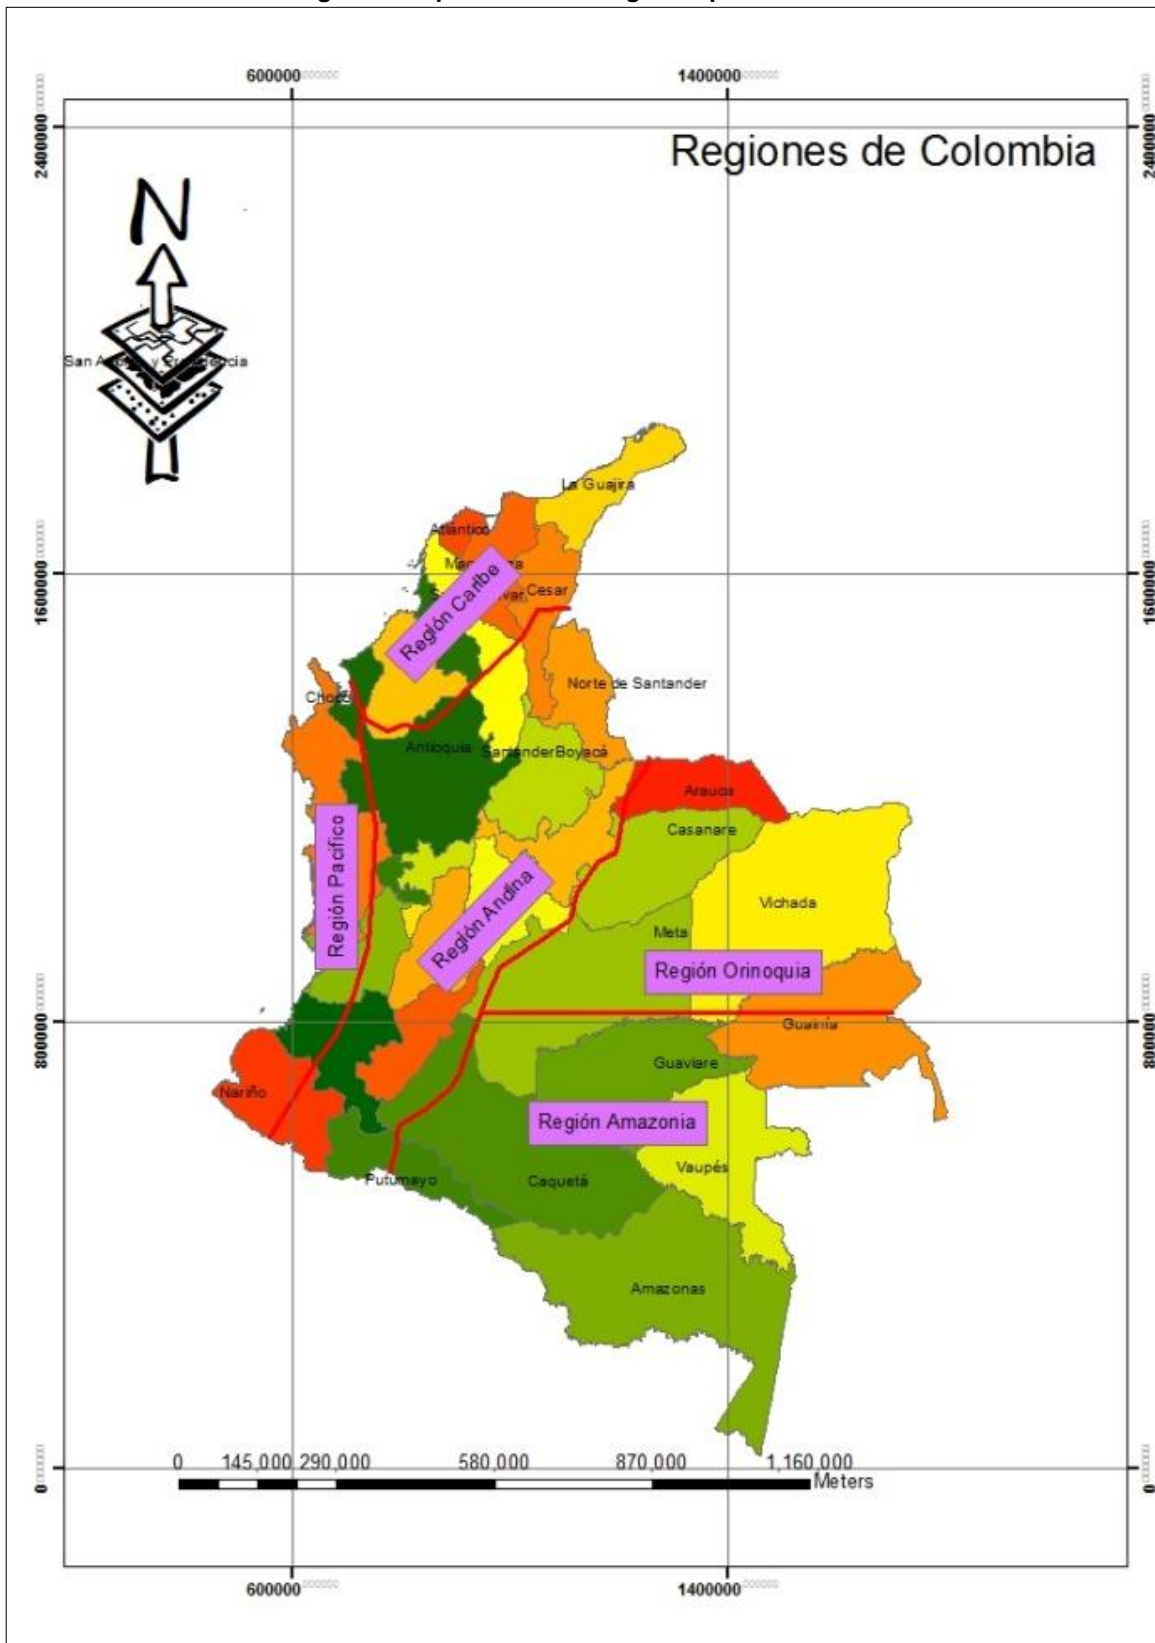 600000 1400000
2400000 2400000
Regiones de Colombia
N
San y
La Guajira
Atlántico
1600000 1600000
Cesar
Región Caribe
Norte de Santander
Chocó
Antioquia
Santander Boyacá
Arauca
Casanare
Región Pacifico
Vichada
Región Andina
Meta
Región Orinoquia
800000 800000
Guainía
Guaviare
Nariño
Región Amazonia
Vaupés
Putumayo
Caquetá
Amazonas
0 145,000 290,000 580,000 870,000 1,160,000
Meters
0 0
600000 1400000